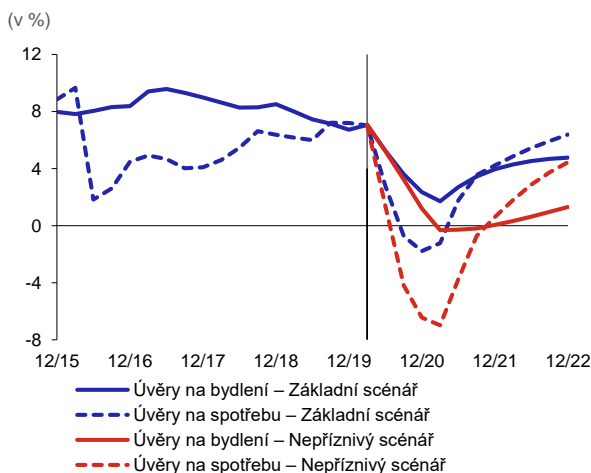 (v %)
12
8
4
0
-4
-8
12/15 12/16 12/17 12/18 12/19 12/20 12/21 12/22
Úvěry na bydlení – Základní scénář
Úvěry na spotřebu – Základní scénář
Úvěry na bydlení – Nepříznivý scénář
Úvěry na spotřebu – Nepříznivý scénář